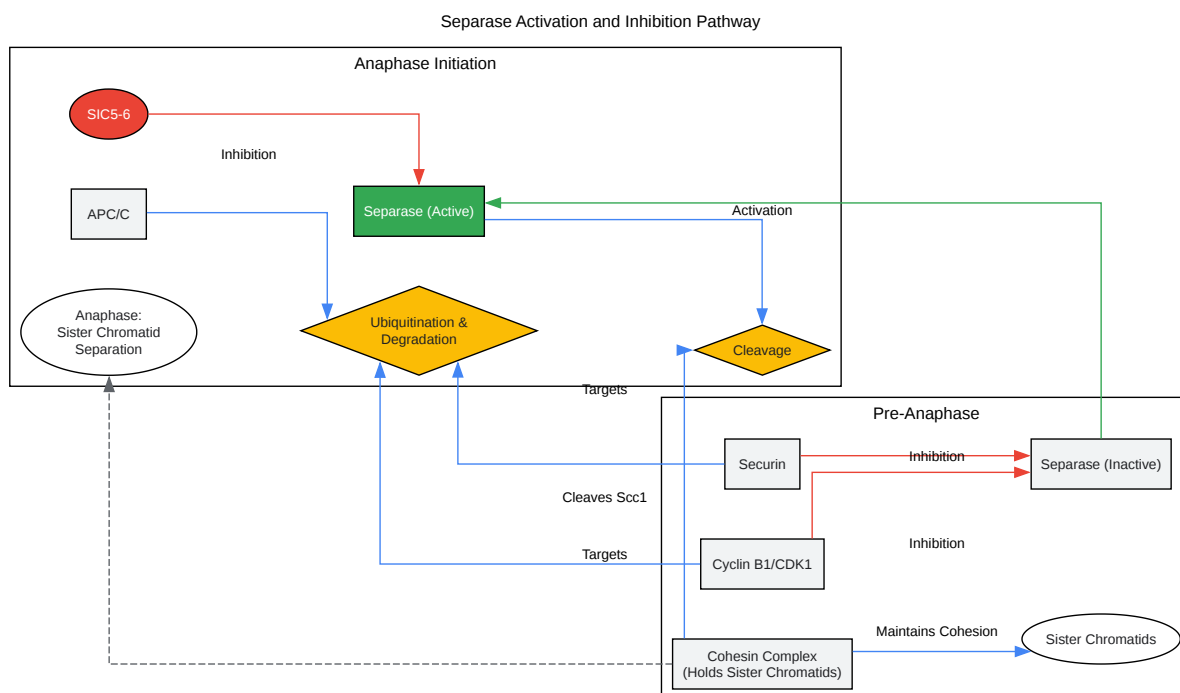 Separase Activation and Inhibition Pathway
Anaphase Initiation
SIC5-6
Inhibition
APC/C
Separase (Active)
Activation
Anaphase:
Sister Chromatid
Separation
Ubiquitination &
Degradation
Cleavage
Targets
Pre-Anaphase
Securin
Inhibition
Separase (Inactive)
Cleaves Scc1
Inhibition
Targets
Cyclin B1/CDK1
Maintains Cohesion
Sister Chromatids
Cohesin Complex
(Holds Sister Chromatids)